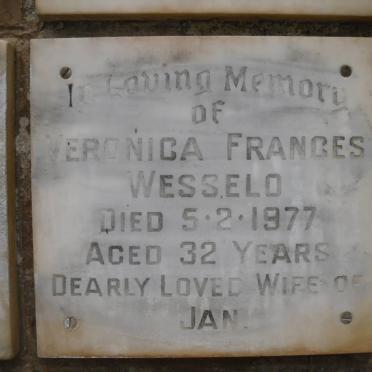 In Loving Memory
of
VERONICA FRANCES
WESSELO
DIED 5·2·1977
AGED 32 YEARS
DEARLY LOVED WIFE OF
JAN.